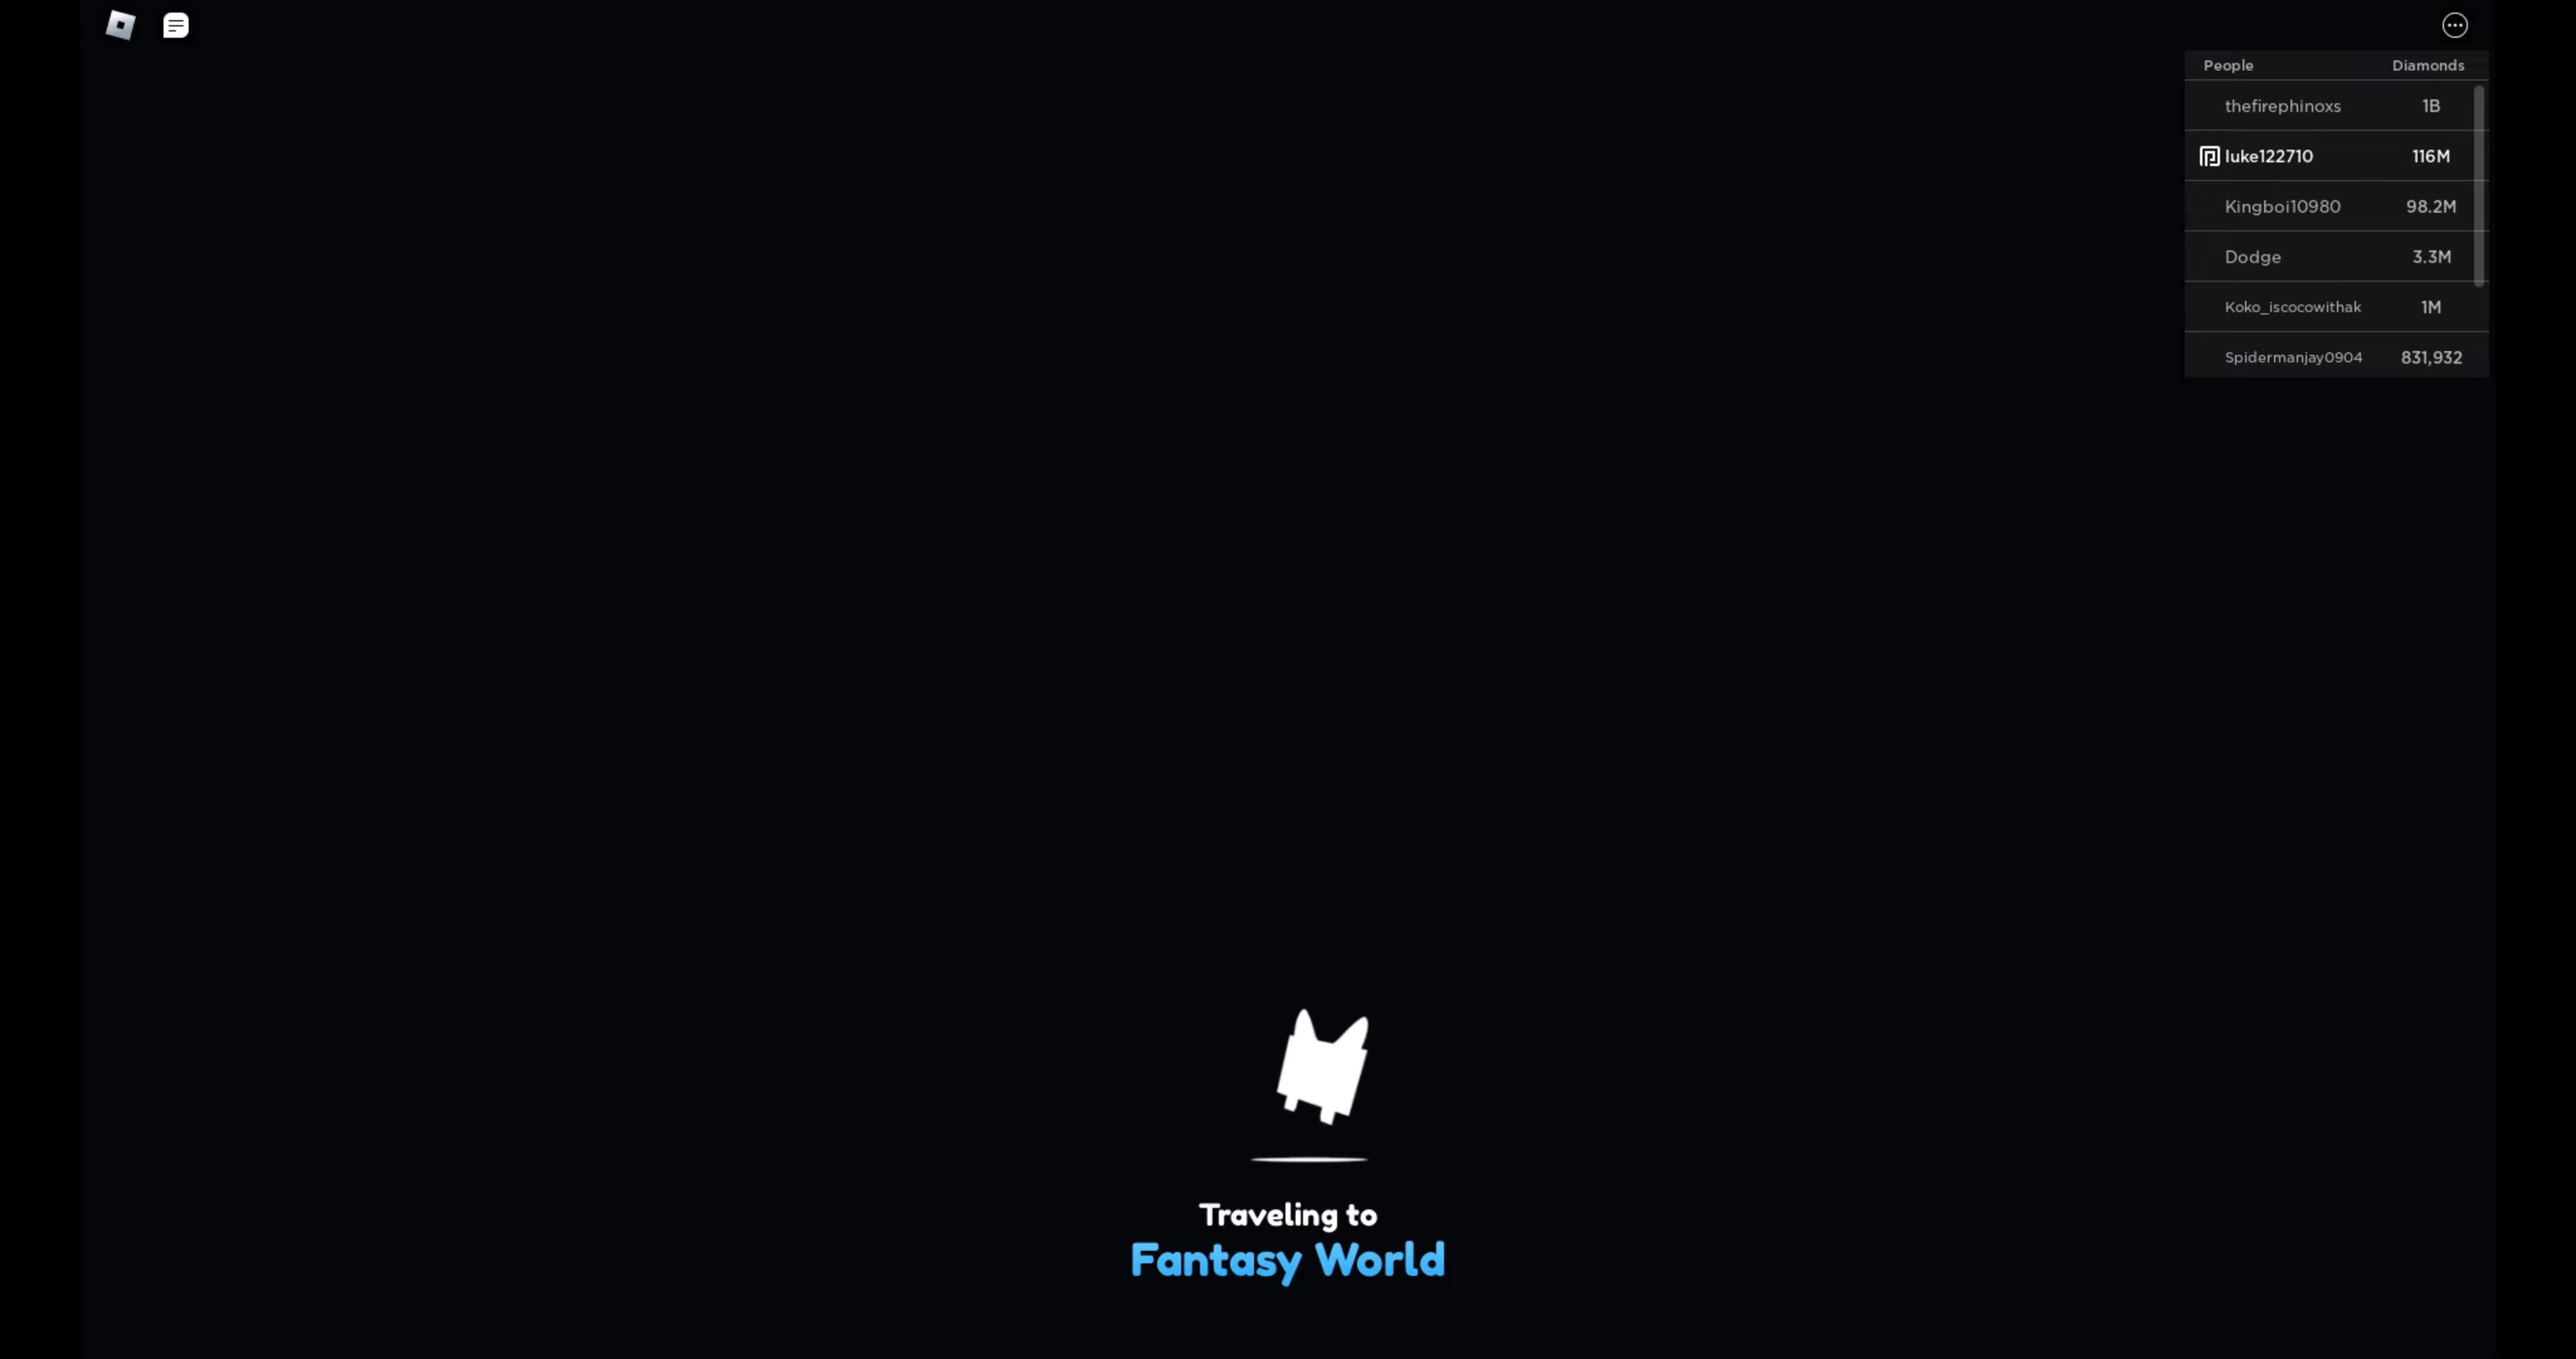 People Diamonds
thefirephinoxs 1B
luke122710 116M
Kingboi10980 98.2M
Dodge 3.3M
Koko_iscocowithak 1M
Spidermanjay0904 831,932
Traveling to
Fantasy World